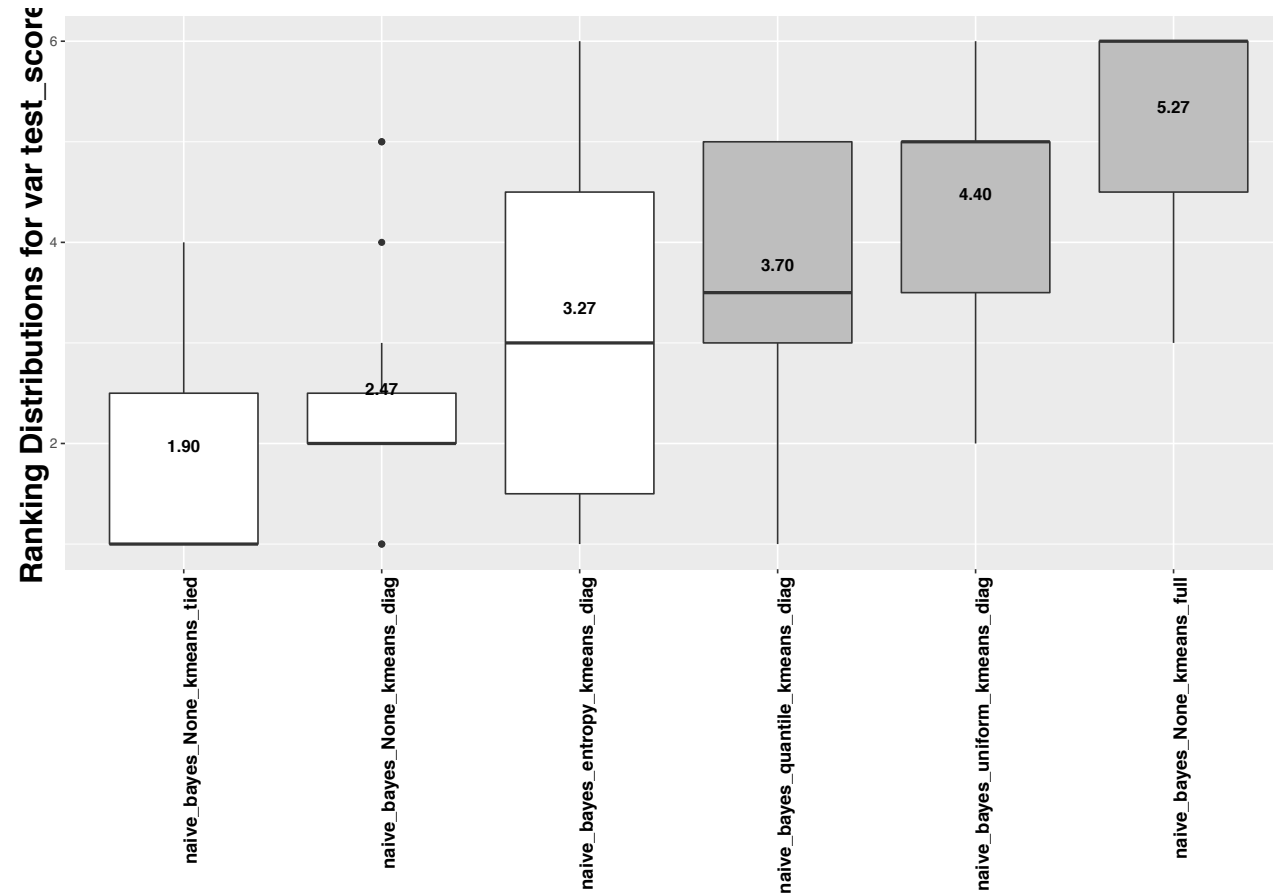 Ranking Distributions for var test_score
6
4
2
1.90
2.47
3.27
3.70
4.40
5.27
naive_bayes_None_kmeans_tied
naive_bayes_None_kmeans_diag
naive_bayes_entropy_kmeans_diag
naive_bayes_quantile_kmeans_diag
naive_bayes_uniform_kmeans_diag
naive_bayes_None_kmeans_full